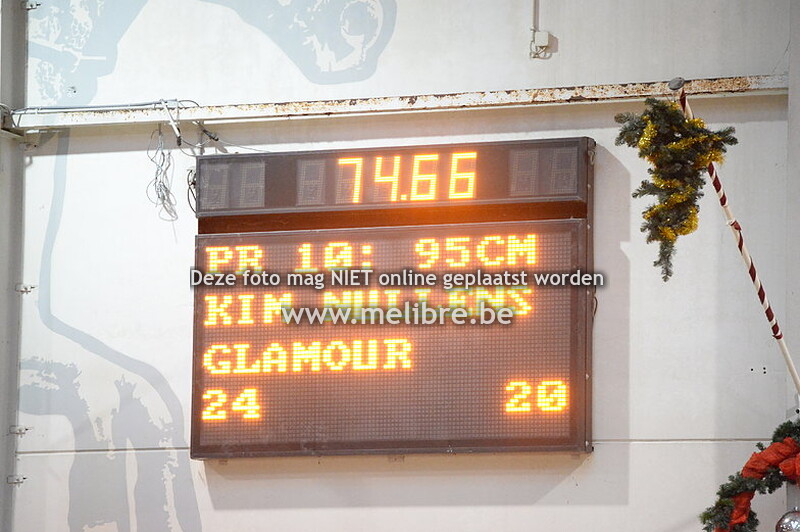 74.66
PR 10: 95CM
Deze foto mag NIET online geplaatst worden
KIM NULLENS
www.melibre.be
GLAMOUR
24 20